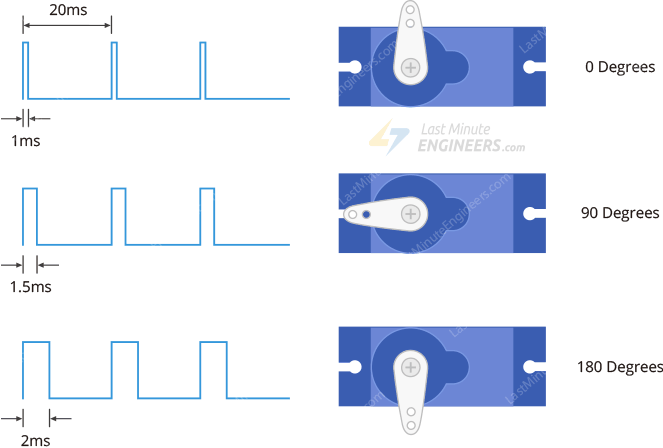 20ms
0 Degrees
1ms
Last Minute
ENGINEERS.com
90 Degrees
1.5ms
180 Degrees
2ms